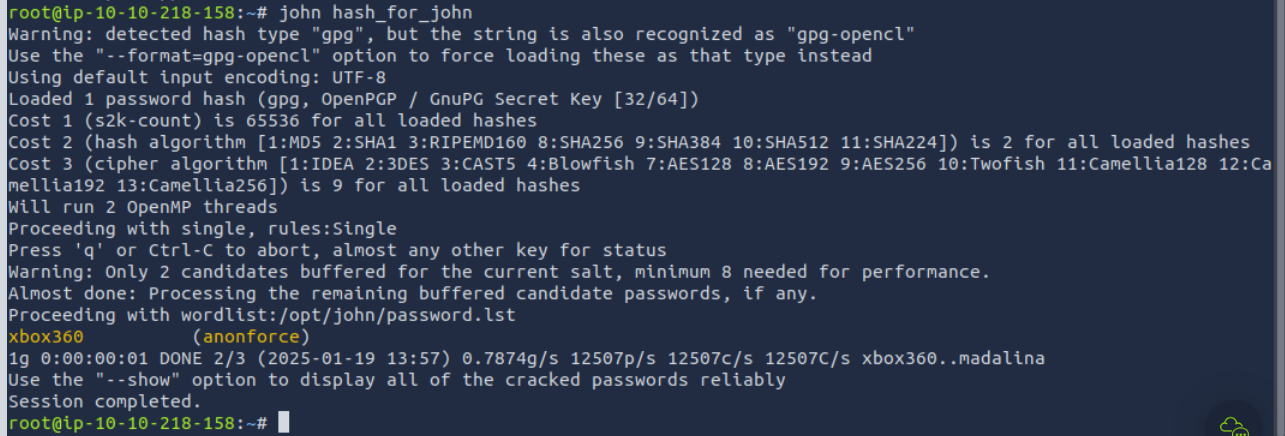 root@ip-10-10-218-158:~# john hash_for_john
Warning: detected hash type "gpg", but the string is also recognized as "gpg-opencl"
Use the "--format=gpg-opencl" option to force loading these as that type instead
Using default input encoding: UTF-8
Loaded 1 password hash (gpg, OpenPGP / GnuPG Secret Key [32/64])
Cost 1 (s2k-count) is 65536 for all loaded hashes
Cost 2 (hash algorithm [1:MD5 2:SHA1 3:RIPEMD160 8:SHA256 9:SHA384 10:SHA512 11:SHA224]) is 2 for all loaded hashes
Cost 3 (cipher algorithm [1:IDEA 2:3DES 3:CAST5 4:Blowfish 7:AES128 8:AES192 9:AES256 10:Twofish 11:Camellia128 12:Ca
mellia192 13:Camellia256]) is 9 for all loaded hashes
Will run 2 OpenMP threads
Proceeding with single, rules:Single
Press 'q' or Ctrl-C to abort, almost any other key for status
Warning: Only 2 candidates buffered for the current salt, minimum 8 needed for performance.
Almost done: Processing the remaining buffered candidate passwords, if any.
Proceeding with wordlist:/opt/john/password.lst
xbox360          (anonforce)
1g 0:00:00:01 DONE 2/3 (2025-01-19 13:57) 0.7874g/s 12507p/s 12507c/s 12507C/s xbox360..madalina
Use the "--show" option to display all of the cracked passwords reliably
Session completed.
root@ip-10-10-218-158:~#